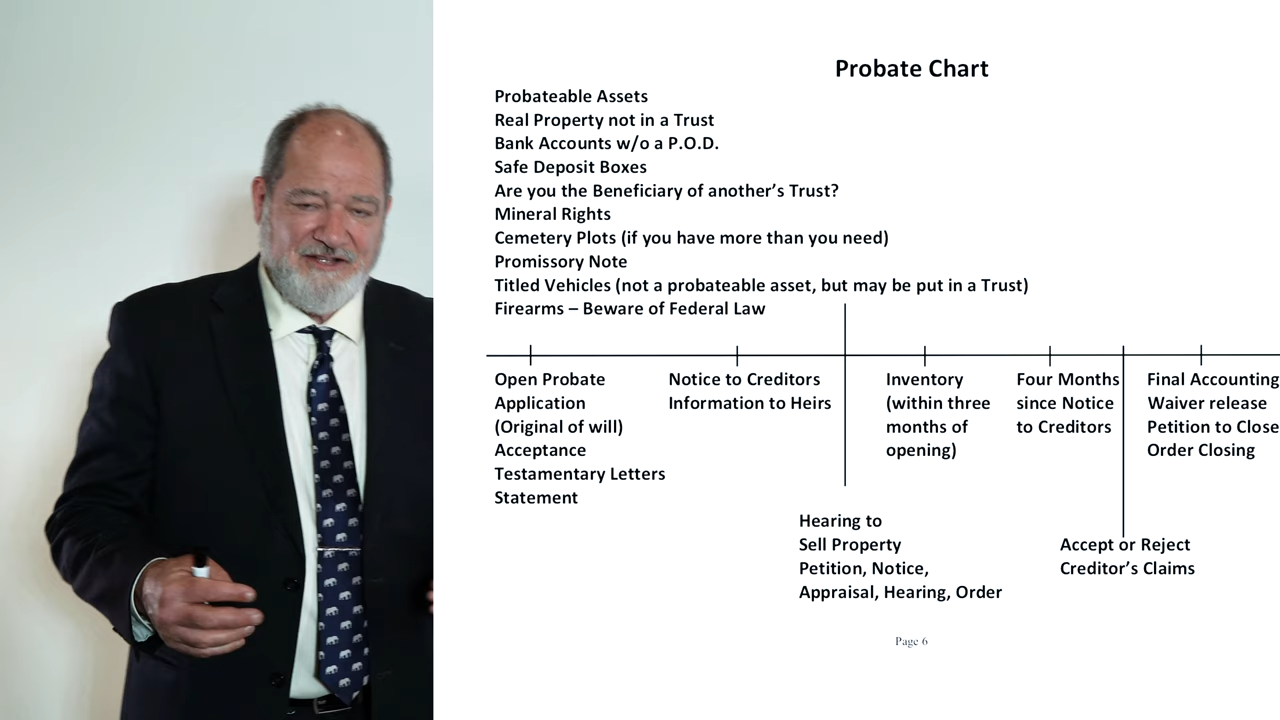 Probate Chart
Probateable Assets
Real Property not in a Trust
Bank Accounts w/o a P.O.D.
Safe Deposit Boxes
Are you the Beneficiary of another’s Trust?
Mineral Rights
Cemetery Plots (if you have more than you need)
Promissory Note
Titled Vehicles (not a probateable asset, but may be put in a Trust)
Firearms – Beware of Federal Law
Open Probate
Application
(Original of will)
Acceptance
Testamentary Letters
Statement
Notice to Creditors
Information to Heirs
Hearing to
Sell Property
Petition, Notice,
Appraisal, Hearing, Order
Inventory
(within three
months of
opening)
Four Months
since Notice
to Creditors
Accept or Reject
Creditor’s Claims
Final Accounting
Waiver release
Petition to Close
Order Closing
Page 6